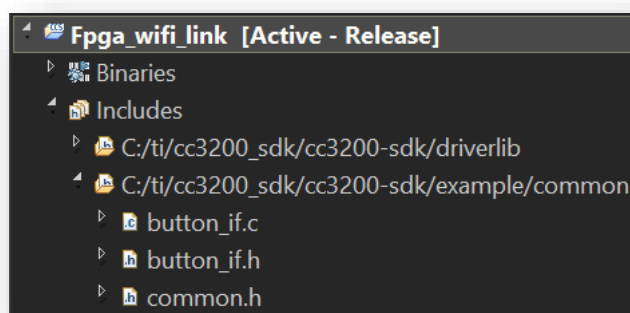 Fpga_wifi_link [Active - Release]
Binaries
Includes
C:/ti/cc3200_sdk/cc3200-sdk/driverlib
C:/ti/cc3200_sdk/cc3200-sdk/example/common
button_if.c
button_if.h
common.h